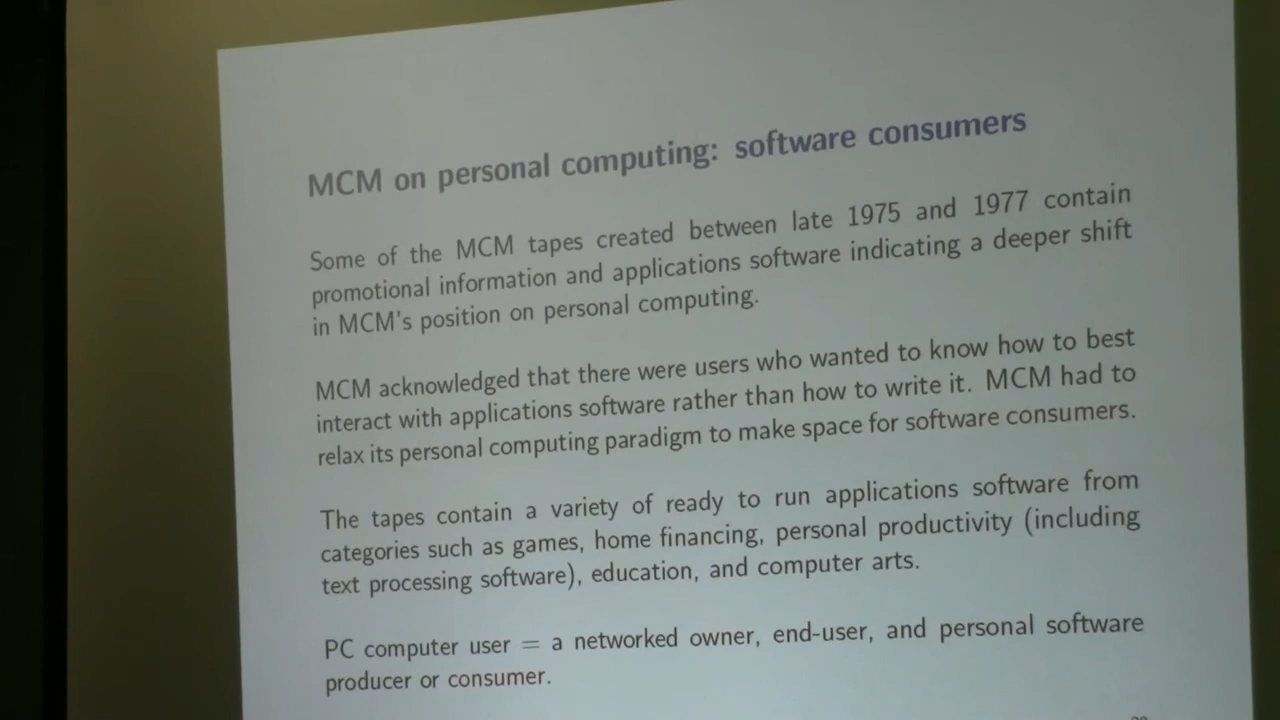 MCM on personal computing: software consumers
Some of the MCM tapes created between late 1975 and 1977 contain
promotional information and applications software indicating a deeper shift
in MCM's position on personal computing.
MCM acknowledged that there were users who wanted to know how to best
interact with applications software rather than how to write it. MCM had to
relax its personal computing paradigm to make space for software consumers.
The tapes contain a variety of ready to run applications software from
categories such as games, home financing, personal productivity (including
text processing software), education, and computer arts.
PC computer user = a networked owner, end-user, and personal software
producer or consumer.